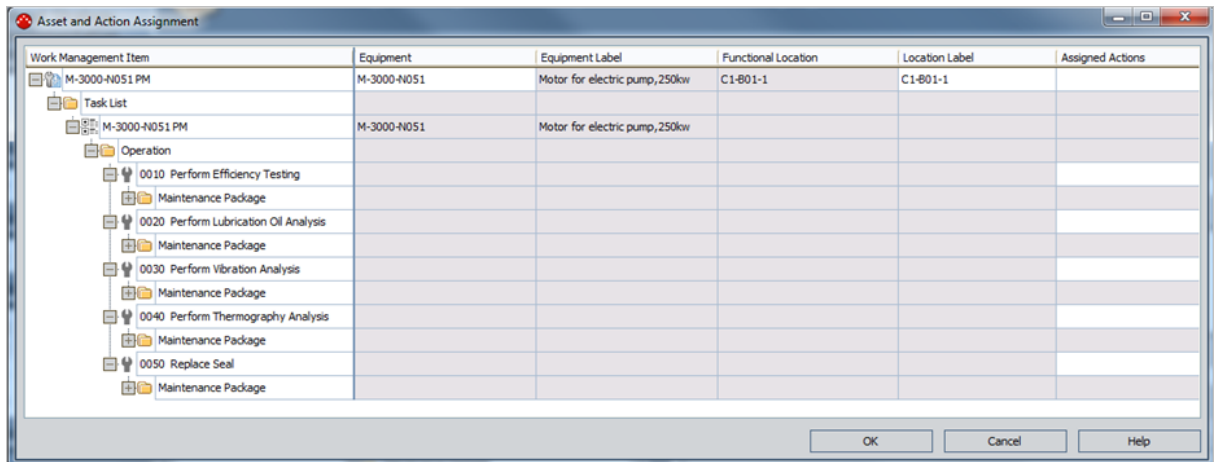 Asset and Action Assignment
Work Management Item Equipment Equipment Label Functional Location Location Label Assigned Actions
M-3000-N051 PM M-3000-N051 Motor for electric pump,250kw C1-B01-1 C1-B01-1
Task List
M-3000-N051 PM M-3000-N051 Motor for electric pump,250kw
Operation
0010 Perform Efficiency Testing
Maintenance Package
0020 Perform Lubrication Oil Analysis
Maintenance Package
0030 Perform Vibration Analysis
Maintenance Package
0040 Perform Thermography Analysis
Maintenance Package
0050 Replace Seal
Maintenance Package
OK Cancel Help